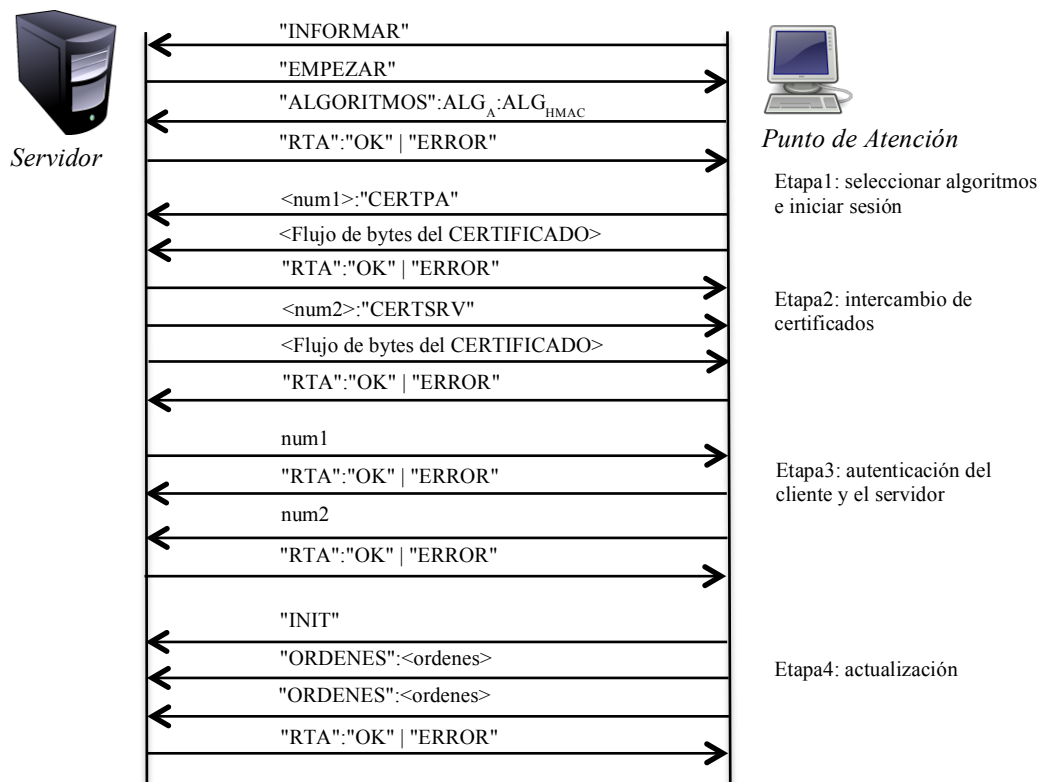 "INFORMAR"
"EMPEZAR"
"ALGORITMOS":ALG_A:ALG_HMAC
"RTA":"OK" | "ERROR"
Servidor
Punto de Atención
Etapa1: seleccionar algoritmos
e iniciar sesión
<num1>:"CERTPA"
<Flujo de bytes del CERTIFICADO>
"RTA":"OK" | "ERROR"
<num2>:"CERTSRV"
<Flujo de bytes del CERTIFICADO>
"RTA":"OK" | "ERROR"
Etapa2: intercambio de
certificados
num1
"RTA":"OK" | "ERROR"
num2
"RTA":"OK" | "ERROR"
Etapa3: autenticación del
cliente y el servidor
"INIT"
"ORDENES":<ordenes>
"ORDENES":<ordenes>
"RTA":"OK" | "ERROR"
Etapa4: actualización